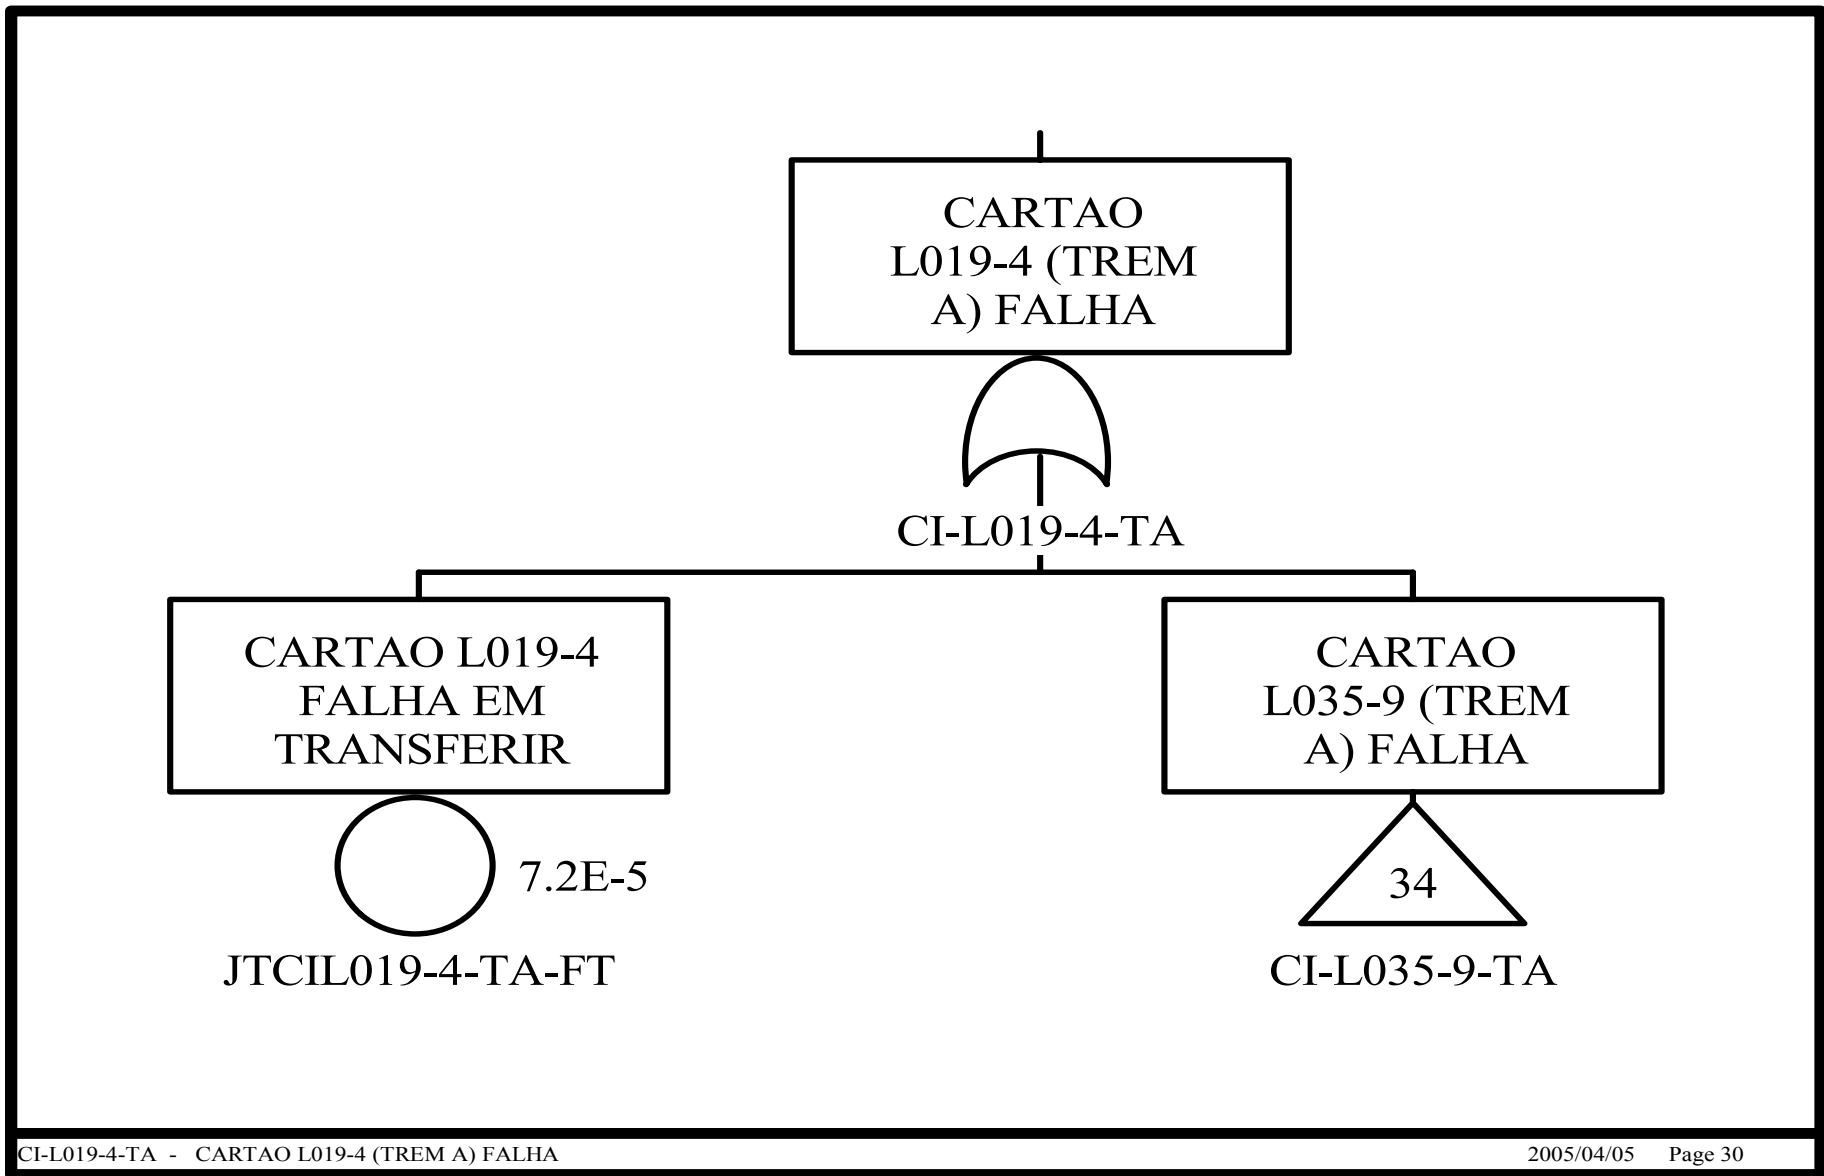 CARTAO
L019-4 (TREM
A) FALHA
CI-L019-4-TA
CARTAO L019-4
FALHA EM
TRANSFERIR
7.2E-5
JTCIL019-4-TA-FT
CARTAO
L035-9 (TREM
A) FALHA
34
CI-L035-9-TA
CI-L019-4-TA - CARTAO L019-4 (TREM A) FALHA
2005/04/05 Page 30